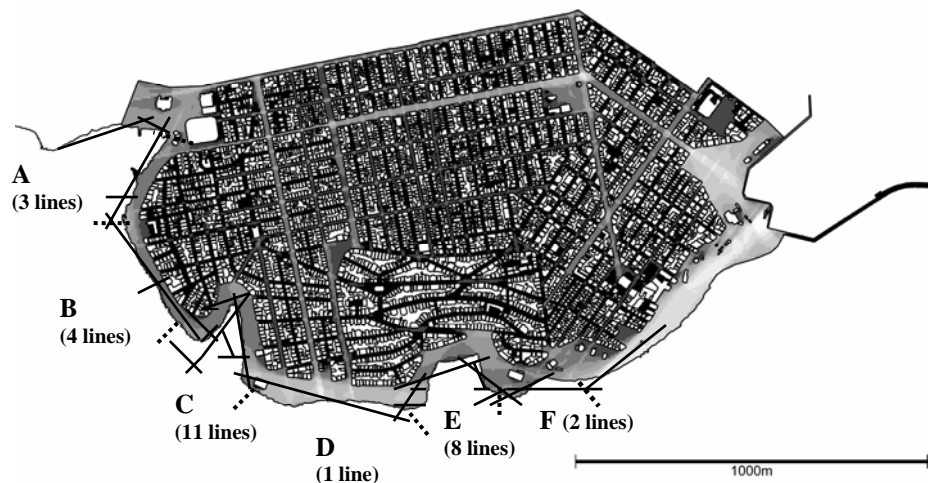 A
(3 lines)
B
(4 lines)
C
(11 lines)
D
(1 line)
E
(8 lines)
F (2 lines)
1000m